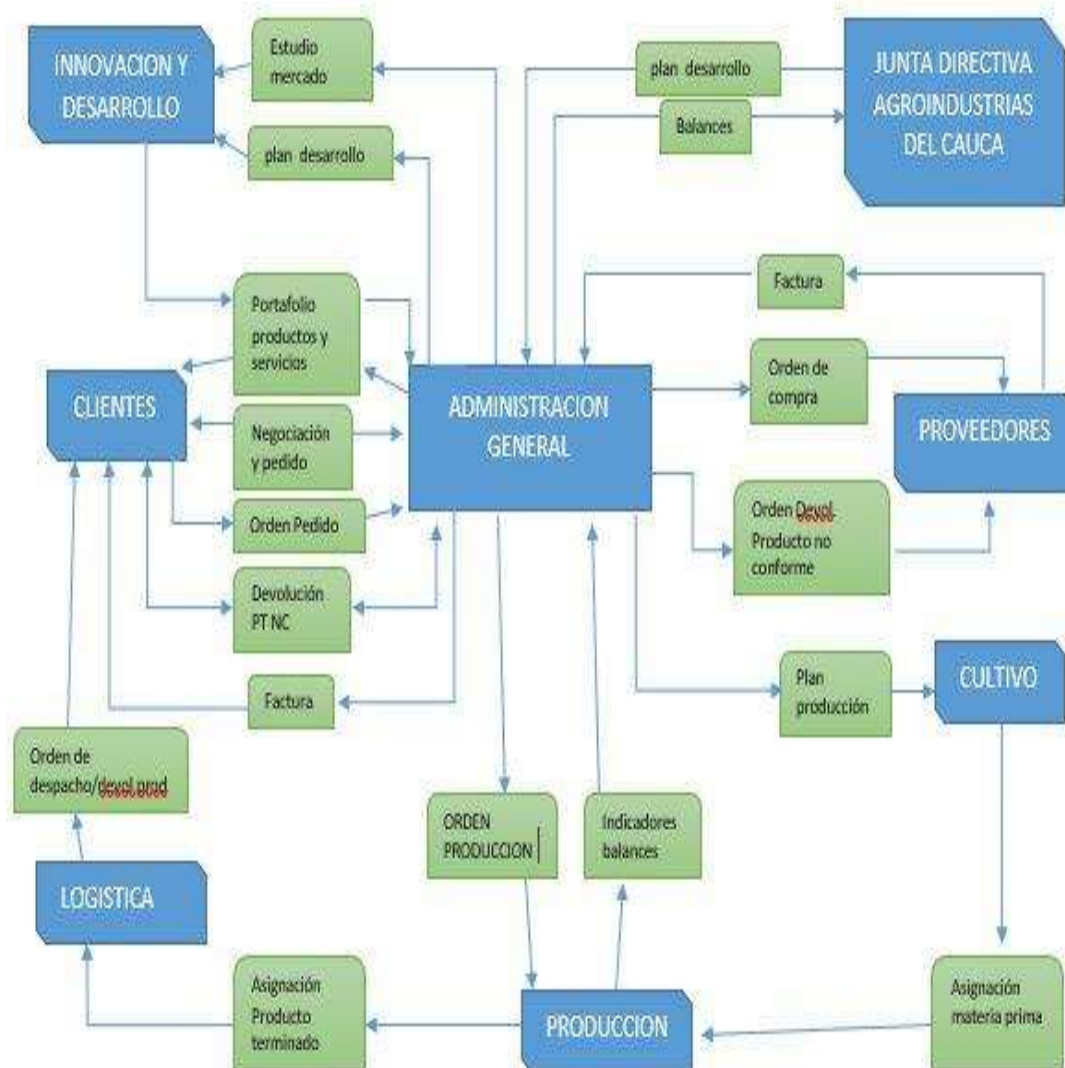 INNOVACION Y
DESARROLLO
Estudio
mercado
plan desarrollo
plan desarrollo
Balances
JUNTA DIRECTIVA
AGROINDUSTRIAS
DEL CAUCA
Portafolio
productos y
servicios
Factura
CLIENTES
Negociación
y pedido
ADMINISTRACION
GENERAL
Orden de
compra
PROVEEDORES
Orden Pedido
Orden Devol.
Producto no
conforme
Devolución
PT NC
Factura
Plan
producción
CULTIVO
Orden de
despacho/devol.prod
ORDEN
PRODUCCION
Indicadores
balances
LOGISTICA
Asignación
Producto
terminado
PRODUCCION
Asignación
materia prima